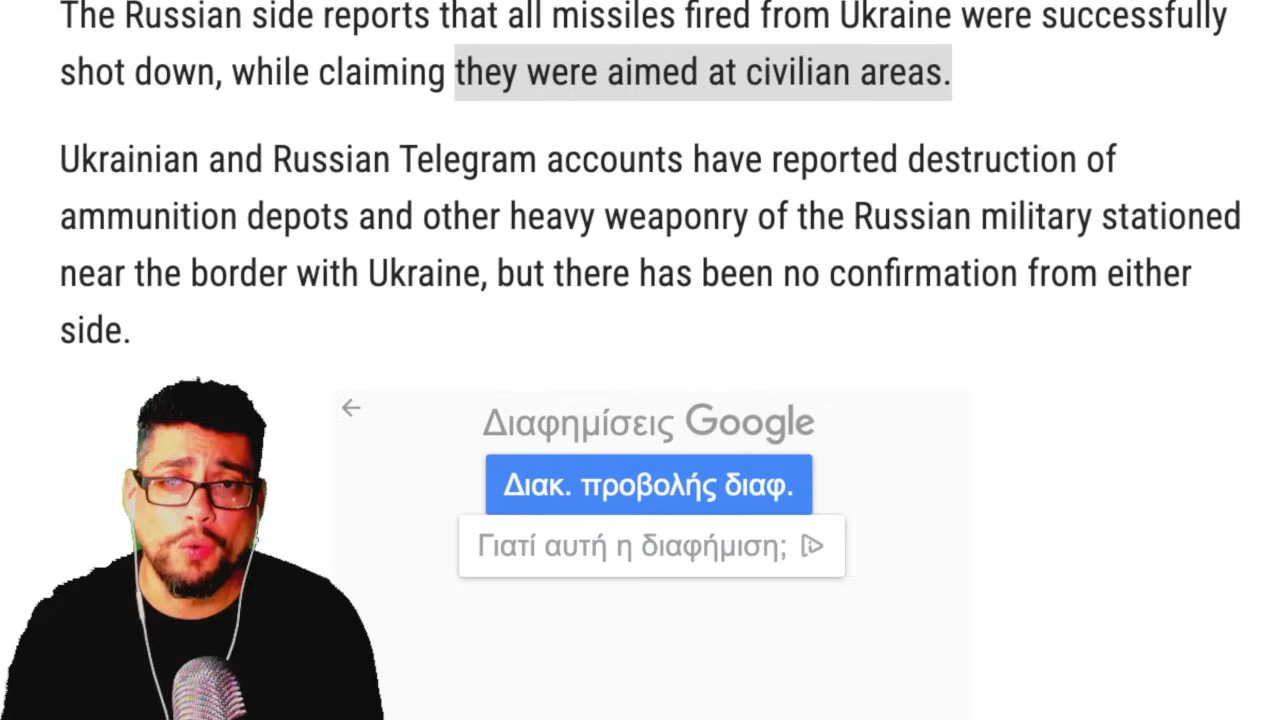 The Russian side reports that all missiles fired from Ukraine were successfully
shot down, while claiming they were aimed at civilian areas.
Ukrainian and Russian Telegram accounts have reported destruction of
ammunition depots and other heavy weaponry of the Russian military stationed
near the border with Ukraine, but there has been no confirmation from either
side.
Διαφημίσεις Google
Διακ. προβολής διαφ.
Γιατί αυτή η διαφήμιση;